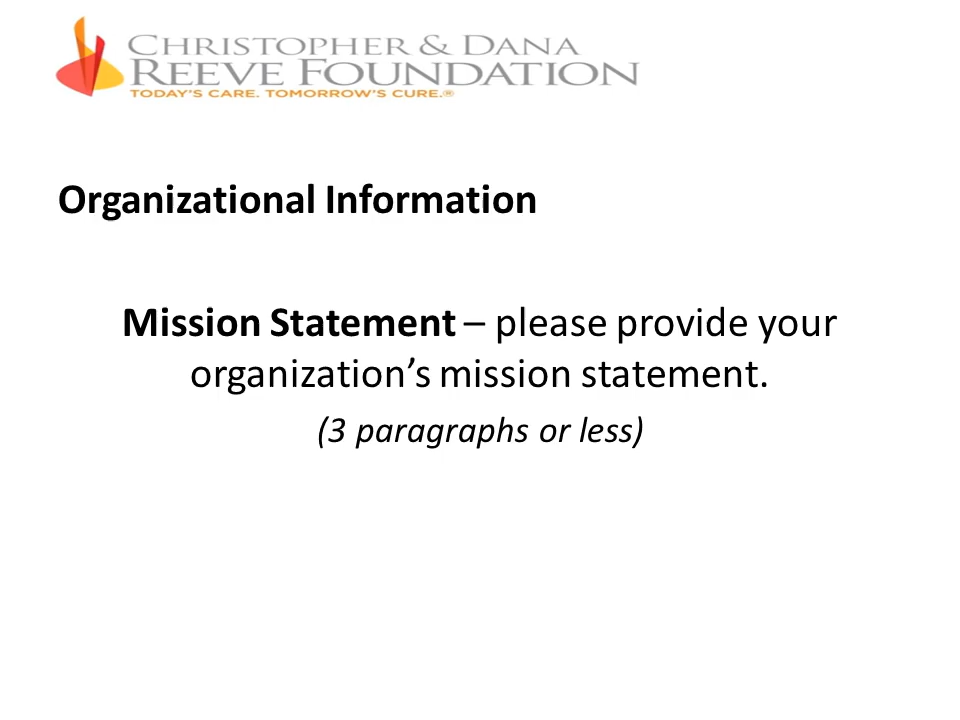 CHRISTOPHER & DANA
REEVE FOUNDATION
TODAY'S CARE. TOMORROW'S CURE.®
Organizational Information
Mission Statement – please provide your
organization’s mission statement.
(3 paragraphs or less)